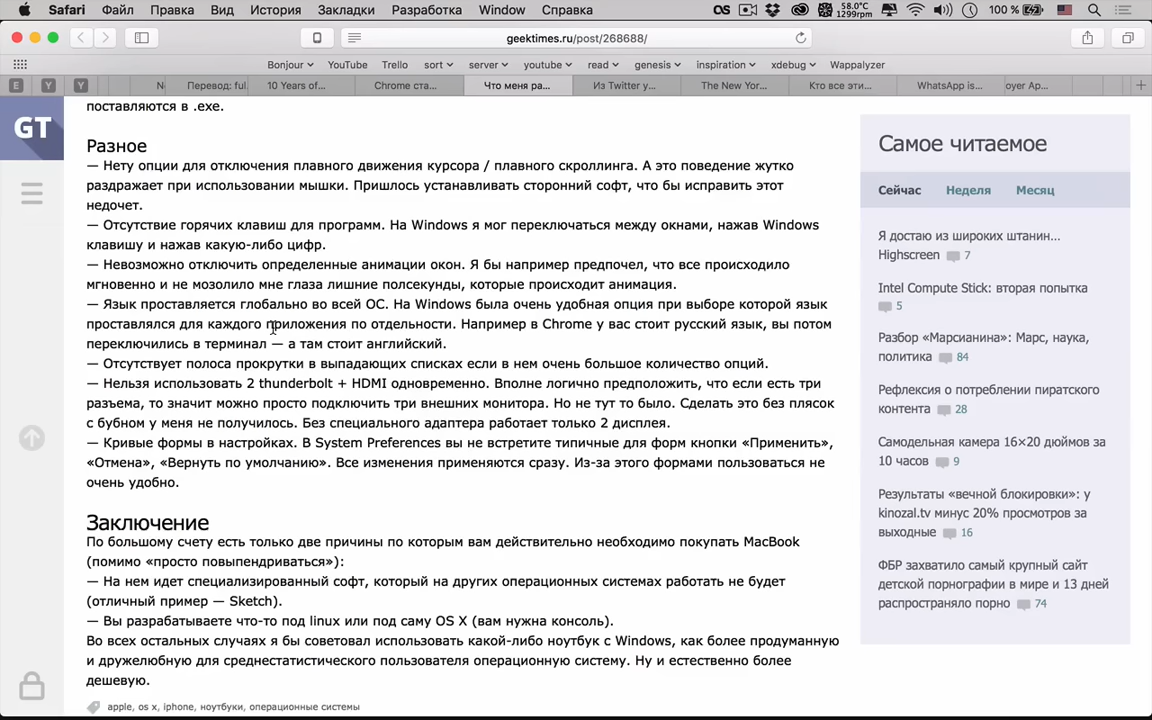 Safari Файл Правка Вид История Закладки Разработка Window Справка 58.0°C 1299rpm 100 %
geektimes.ru/post/268688/
Bonjour YouTube Trello sort server youtube read genesis inspiration xdebug Wappalyzer
E Y Y Перевод: ful. 10 Years of... Chrome ста... Что меня ра... Из Twitter у... The New Yor... Кто все эти... WhatsApp is... oyer Ap...
GT
поставляются в .exe.
Разное
— Нету опции для отключения плавного движения курсора / плавного скроллинга. А это поведение жутко
раздражает при использовании мышки. Пришлось устанавливать сторонний софт, что бы исправить этот
недочет.
— Отсутствие горячих клавиш для программ. На Windows я мог переключаться между окнами, нажав Windows
клавишу и нажав какую-либо цифр.
— Невозможно отключить определенные анимации окон. Я бы например предпочел, что все происходило
мгновенно и не мозолило мне глаза лишние полсекунды, которые происходит анимация.
— Язык проставляется глобально во всей ОС. На Windows была очень удобная опция при выборе которой язык
проставлялся для каждого приложения по отдельности. Например в Chrome у вас стоит русский язык, вы потом
переключились в терминал — а там стоит английский.
— Отсутствует полоса прокрутки в выпадающих списках если в нем очень большое количество опций.
— Нельзя использовать 2 thunderbolt + HDMI одновременно. Вполне логично предположить, что если есть три
разъема, то значит можно просто подключить три внешних монитора. Но не тут то было. Сделать это без плясок
с бубном у меня не получилось. Без специального адаптера работает только 2 дисплея.
— Кривые формы в настройках. В System Preferences вы не встретите типичные для форм кнопки «Применить»,
«Отмена», «Вернуть по умолчанию». Все изменения применяются сразу. Из-за этого формами пользоваться не
очень удобно.
Заключение
По большому счету есть только две причины по которым вам действительно необходимо покупать MacBook
(помимо «просто повыпендриваться»):
— На нем идет специализированный софт, который на других операционных системах работать не будет
(отличный пример — Sketch).
— Вы разрабатываете что-то под linux или под саму OS X (вам нужна консоль).
Во всех остальных случаях я бы советовал использовать какой-либо ноутбук с Windows, как более продуманную
и дружелюбную для среднестатистического пользователя операционную систему. Ну и естественно более
дешевую.
apple, os x, iphone, ноутбуки, операционные системы
Самое читаемое
Сейчас Неделя Месяц
Я достаю из широких штанин...
Highscreen 7
Intel Compute Stick: вторая попытка
5
Разбор «Марсианина»: Марс, наука,
политика 84
Рефлексия о потреблении пиратского
контента 28
Самодельная камера 16×20 дюймов за
10 часов 9
Результаты «вечной блокировки»: у
kinozal.tv минус 20% просмотров за
выходные 16
ФБР захватило самый крупный сайт
детской порнографии в мире и 13 дней
распространяло порно 74